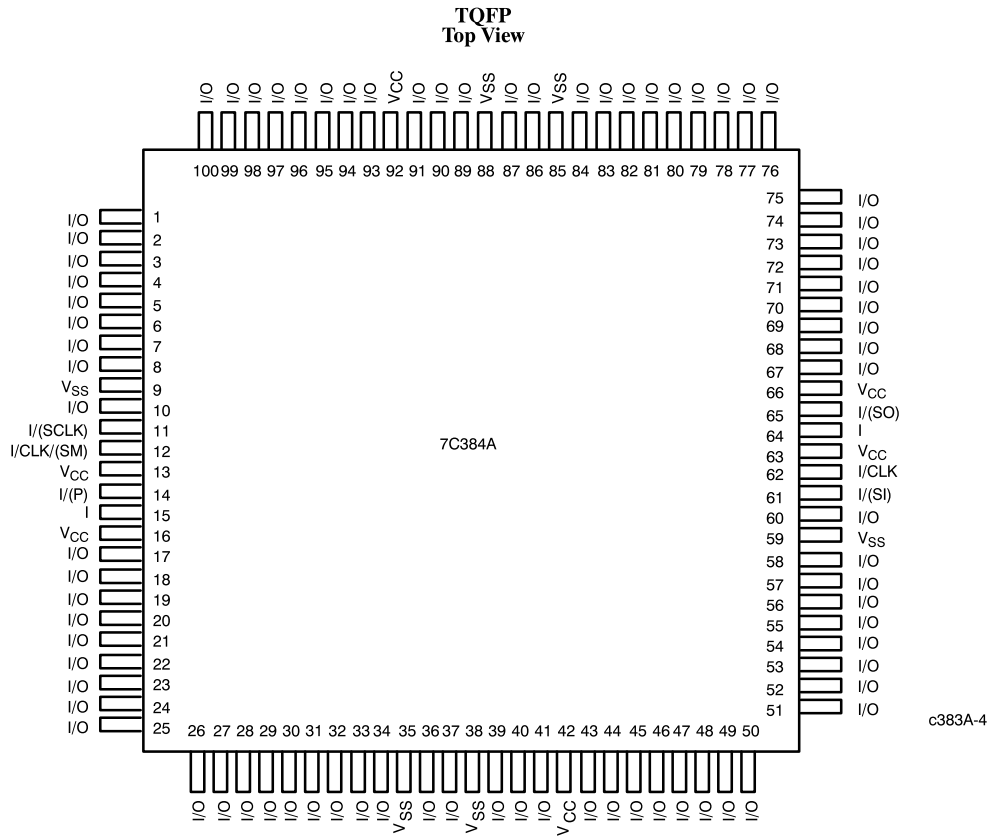 TQFP
Top View
I/O I/O I/O I/O I/O I/O I/O I/O VCC I/O I/O I/O VSS I/O I/O VSS I/O I/O I/O I/O I/O I/O I/O I/O I/O
100 99 98 97 96 95 94 93 92 91 90 89 88 87 86 85 84 83 82 81 80 79 78 77 76
I/O 1
I/O 2
I/O 3
I/O 4
I/O 5
I/O 6
I/O 7
I/O 8
VSS 9
I/O 10
I/(SCLK) 11
I/CLK/(SM) 12
VCC 13
I/(P) 14
I 15
VCC 16
I/O 17
I/O 18
I/O 19
I/O 20
I/O 21
I/O 22
I/O 23
I/O 24
I/O 25
7C384A
75 I/O
74 I/O
73 I/O
72 I/O
71 I/O
70 I/O
69 I/O
68 I/O
67 I/O
66 VCC
65 I/(SO)
64 I
63 VCC
62 I/CLK
61 I/(SI)
60 I/O
59 VSS
58 I/O
57 I/O
56 I/O
55 I/O
54 I/O
53 I/O
52 I/O
51 I/O
26 27 28 29 30 31 32 33 34 35 36 37 38 39 40 41 42 43 44 45 46 47 48 49 50
I/O I/O I/O I/O I/O I/O I/O I/O I/O VSS I/O I/O VSS I/O I/O I/O VCC I/O I/O I/O I/O I/O I/O I/O I/O
c383A-4